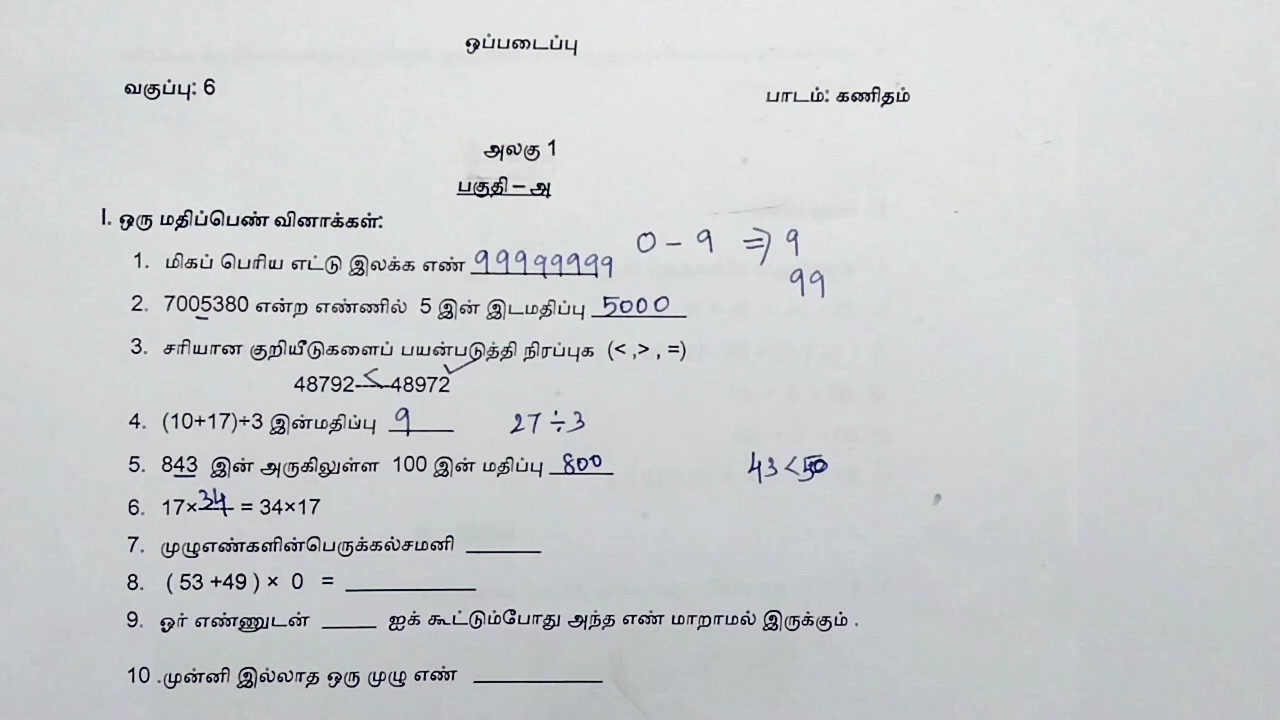 ஒப்படைப்பு
வகுப்பு: 6
பாடம்: கணிதம்
அலகு 1
பகுதி – அ
I. ஒரு மதிப்பெண் வினாக்கள்:
0 - 9 ⇒ 9
99
1. மிகப் பெரிய எட்டு இலக்க எண் 99999999
2. 7005380 என்ற எண்ணில் 5 இன் இடமதிப்பு 5000
3. சரியான குறியீடுகளைப் பயன்படுத்தி நிரப்புக (< ,> , =)
48792 < 48972
4. (10+17)÷3 இன்மதிப்பு 9 27 ÷ 3
5. 843 இன் அருகிலுள்ள 100 இன் மதிப்பு 800 43 < 50
6. 17×34 = 34×17
7. முழுஎண்களின்பெருக்கல்சமனி ______
8. ( 53 +49 ) × 0 = __________
9. ஓர் எண்ணுடன் ____ ஐக் கூட்டும்போது அந்த எண் மாறாமல் இருக்கும் .
10 .முன்னி இல்லாத ஒரு முழு எண் __________